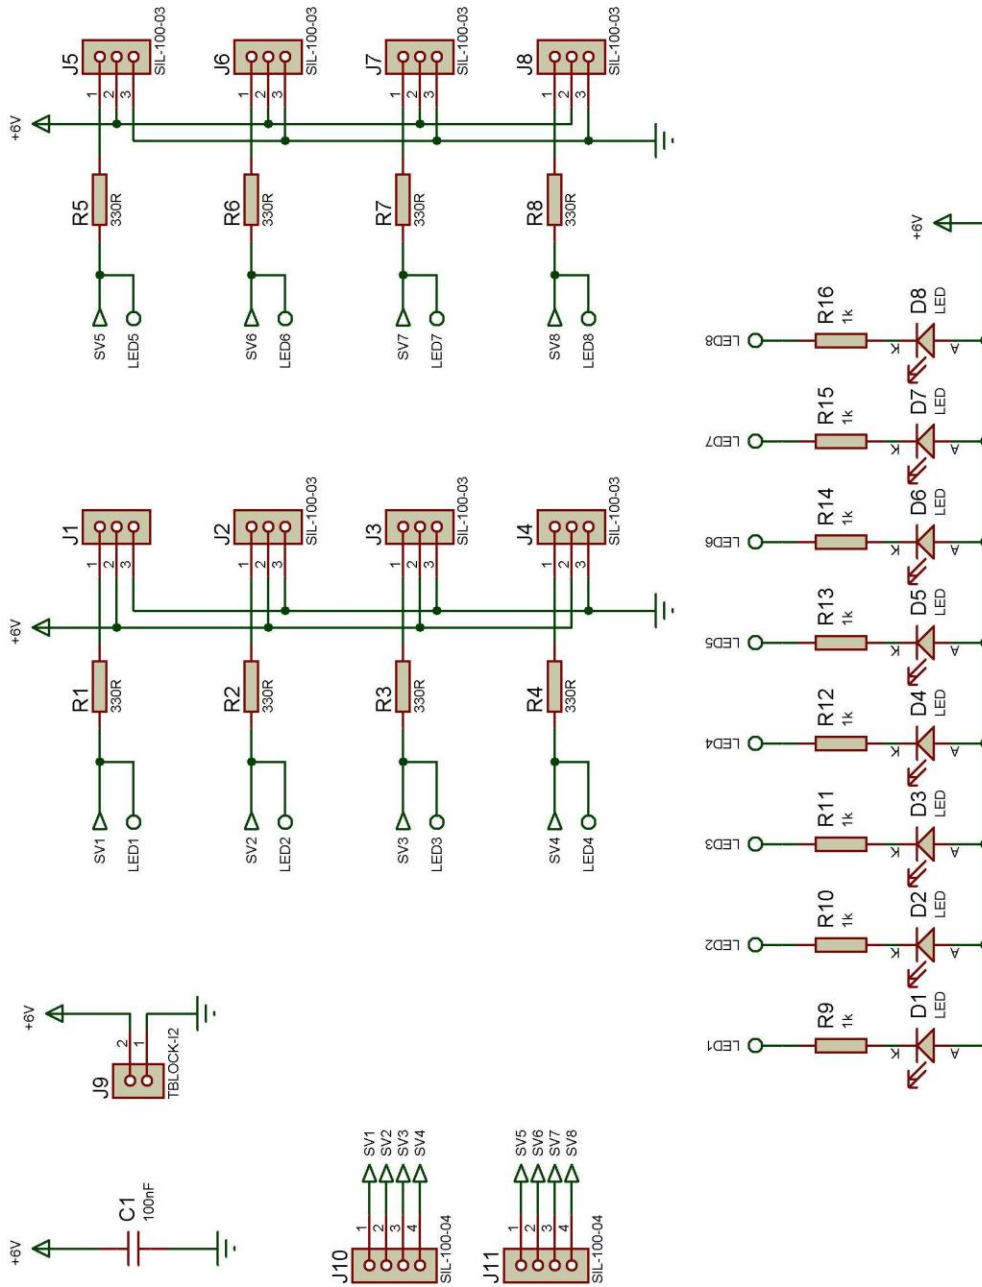 +6V
J5
1
2
3
SIL-100-03
R5
330R
SV5
LED5
J6
1
2
3
SIL-100-03
R6
330R
SV6
LED6
J7
1
2
3
SIL-100-03
R7
330R
SV7
LED7
J8
1
2
3
SIL-100-03
R8
330R
SV8
LED8
+6V
J1
1
2
3
R1
330R
SV1
LED1
J2
1
2
3
SIL-100-03
R2
330R
SV2
LED2
J3
1
2
3
SIL-100-03
R3
330R
SV3
LED3
J4
1
2
3
SIL-100-03
R4
330R
SV4
LED4
+6V
J9
2
1
TBLOCK-I2
+6V
C1
100nF
J10
1
2
3
4
SIL-100-04
SV1
SV2
SV3
SV4
J11
1
2
3
4
SIL-100-04
SV5
SV6
SV7
SV8
+6V
LED8
R16
1k
K
D8
LED
A
LED7
R15
1k
K
D7
LED
A
LED6
R14
1k
K
D6
LED
A
LED5
R13
1k
K
D5
LED
A
LED4
R12
1k
K
D4
LED
A
LED3
R11
1k
K
D3
LED
A
LED2
R10
1k
K
D2
LED
A
LED1
R9
1k
K
D1
LED
A